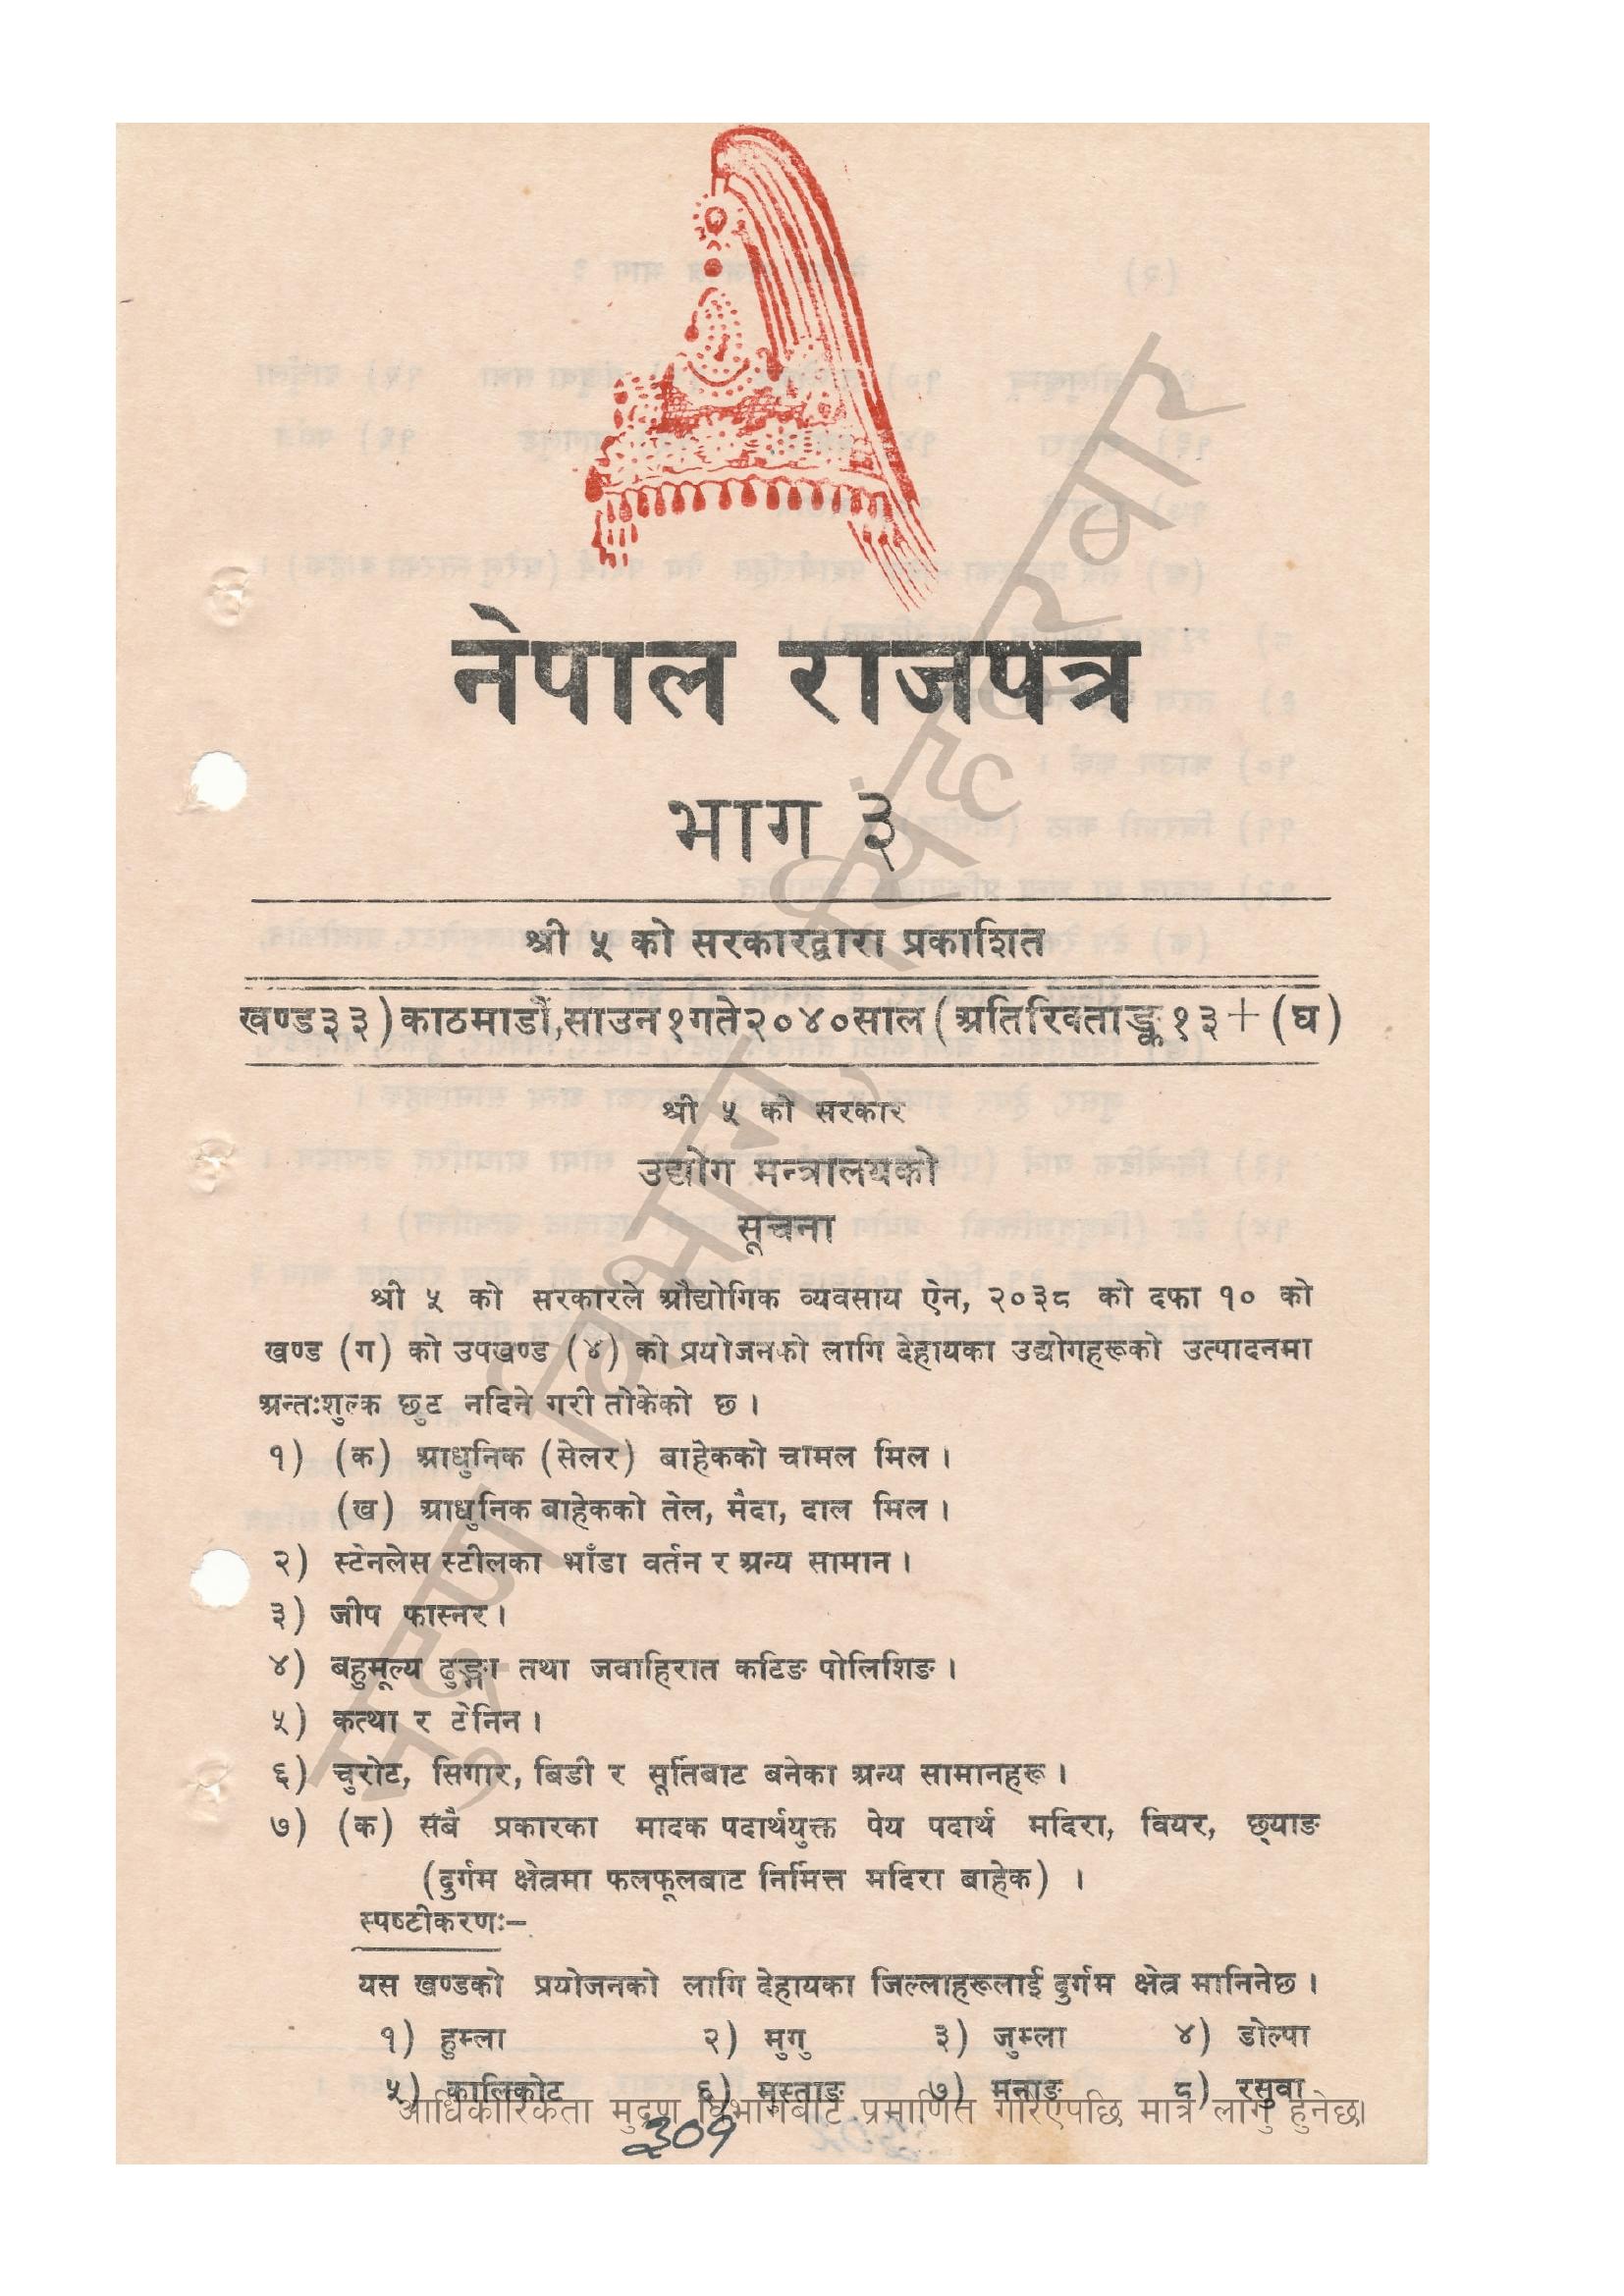 नेपाल राजपत्र
भाग ३
श्री ५ को सरकारद्वारा प्रकाशित
खण्ड३३)काठमाडौं,साउन१गते२०४०साल(अतिरिक्ताङ्क१३+(घ)
श्री ५ को सरकार
उद्योग मन्त्रालयको
सूचना
श्री ५ को सरकारले औद्योगिक व्यवसाय ऐन, २०३८ को दफा १० को
खण्ड (ग) को उपखण्ड (४) को प्रयोजनको लागि देहायका उद्योगहरूको उत्पादनमा
अन्तःशुल्क छुट नदिने गरी तोकेको छ ।
१) (क) आधुनिक (सेलर) बाहेकको चामल मिल ।
(ख) आधुनिक बाहेकको तेल, मैदा, दाल मिल ।
२) स्टेनलेस स्टीलका भाँडा वर्तन र अन्य सामान ।
३) जीप फास्नर ।
४) बहुमूल्य ढुङ्गा तथा जवाहिरात कटिङ पोलिशिङ ।
५) कत्था र टेनिन ।
६) चुरोट, सिगार, बिडी र सूर्तिबाट बनेका अन्य सामानहरू ।
७) (क) सबै प्रकारका मादक पदार्थयुक्त पेय पदार्थ मदिरा, वियर, छ्याङ
(दुर्गम क्षेत्रमा फलफूलबाट निर्मित्त मदिरा बाहेक) ।
स्पष्टीकरणः–
यस खण्डको प्रयोजनको लागि देहायका जिल्लाहरूलाई दुर्गम क्षेत्र मानिनेछ ।
१) हुम्ला २) मुगु ३) जुम्ला ४) डोल्पा
५) कालिकोट ६) मुस्ताङ ७) मनाङ ८) रसुवा
आधिकारिकता मुद्रण विभागबाट प्रमाणित गरिएपछि मात्र लागु हुनेछ।
३०१
मुद्रण विभाग, सिंहदरबार